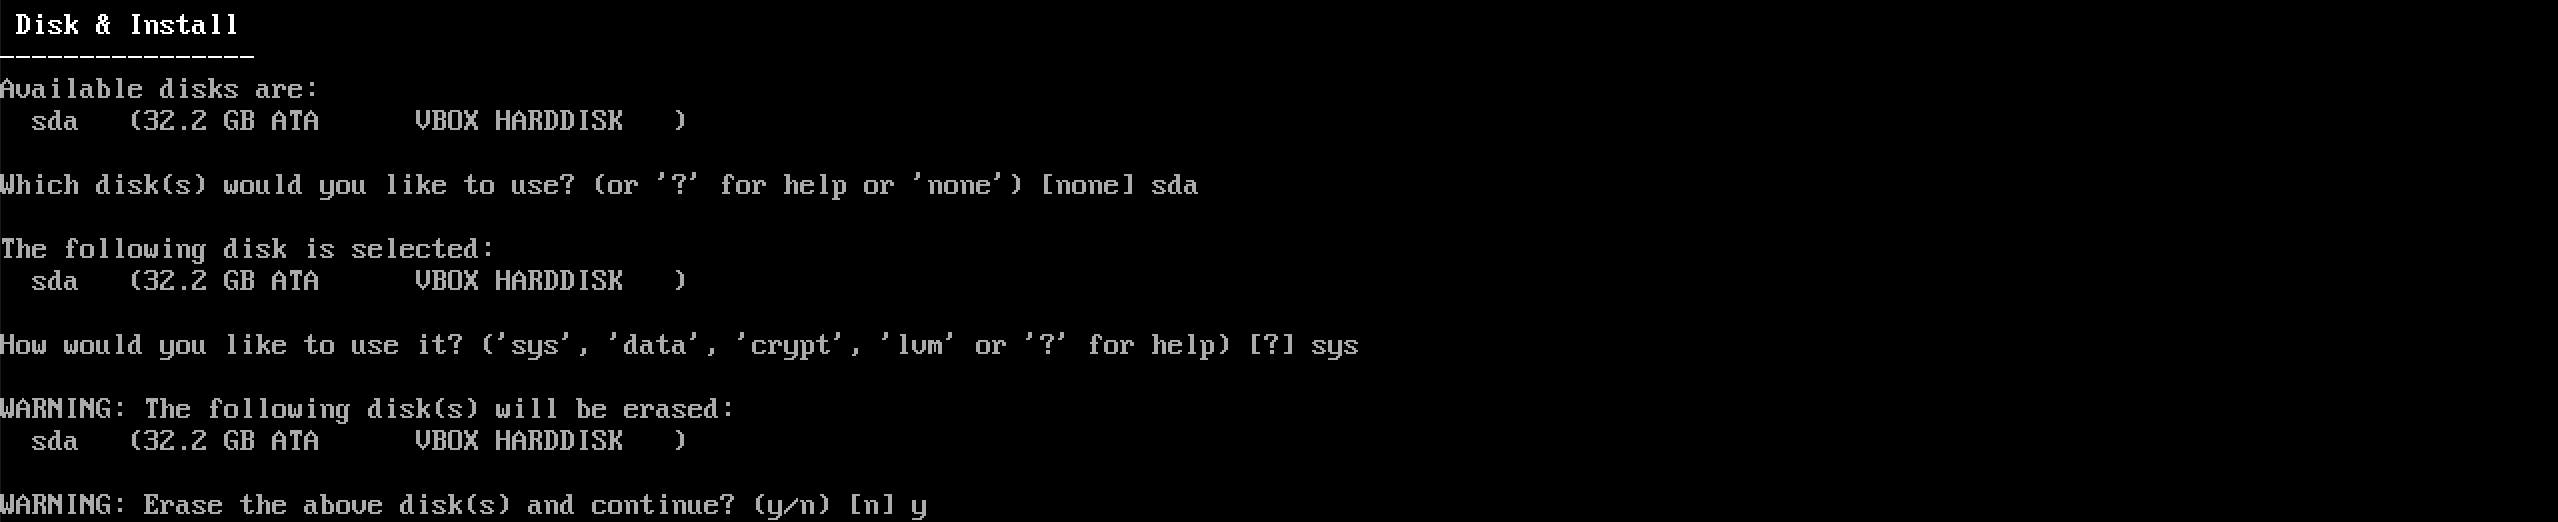 Disk & Install
----------------
Available disks are:
  sda   (32.2 GB ATA      VBOX HARDDISK   )
Which disk(s) would you like to use? (or '?' for help or 'none') [none] sda
The following disk is selected:
  sda   (32.2 GB ATA      VBOX HARDDISK   )
How would you like to use it? ('sys', 'data', 'crypt', 'lvm' or '?' for help) [?] sys
WARNING: The following disk(s) will be erased:
  sda   (32.2 GB ATA      VBOX HARDDISK   )
WARNING: Erase the above disk(s) and continue? (y/n) [n] y